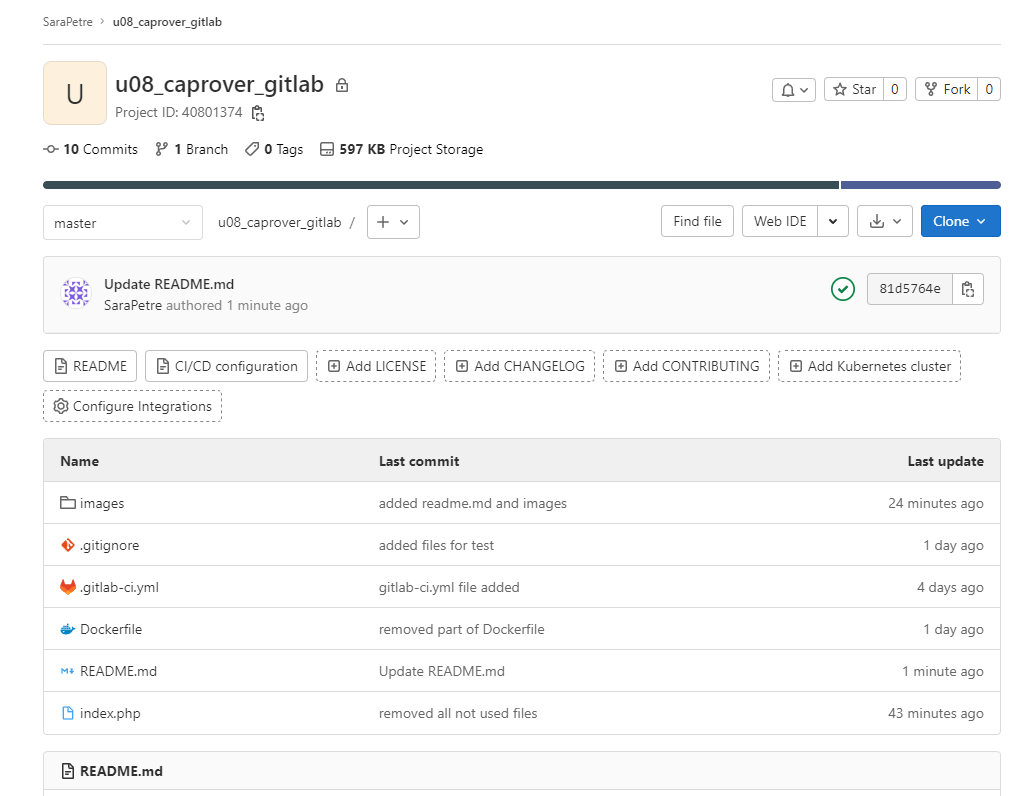 SaraPetre > u08_caprover_gitlab
U
u08_caprover_gitlab
Project ID: 40801374
Star 0
Fork 0
10 Commits 1 Branch 0 Tags 597 KB Project Storage
master
u08_caprover_gitlab /
Find file
Web IDE
Clone
Update README.md
SaraPetre authored 1 minute ago
81d5764e
README CI/CD configuration Add LICENSE Add CHANGELOG Add CONTRIBUTING Add Kubernetes cluster
Configure Integrations
Name Last commit Last update
images added readme.md and images 24 minutes ago
.gitignore added files for test 1 day ago
.gitlab-ci.yml gitlab-ci.yml file added 4 days ago
Dockerfile removed part of Dockerfile 1 day ago
README.md Update README.md 1 minute ago
index.php removed all not used files 43 minutes ago
README.md